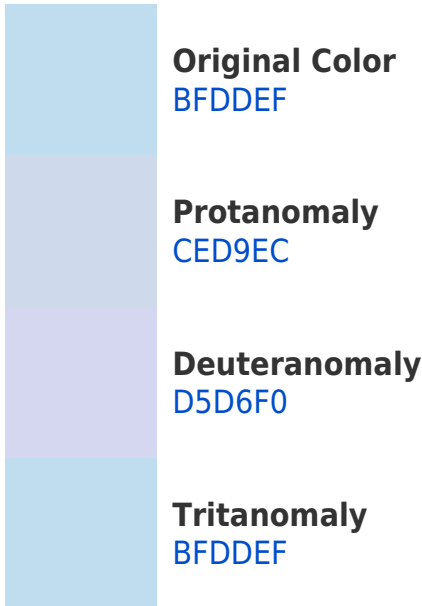 Original Color
BFDDEF
Protanomaly
CED9EC
Deuteranomaly
D5D6F0
Tritanomaly
BFDDEF